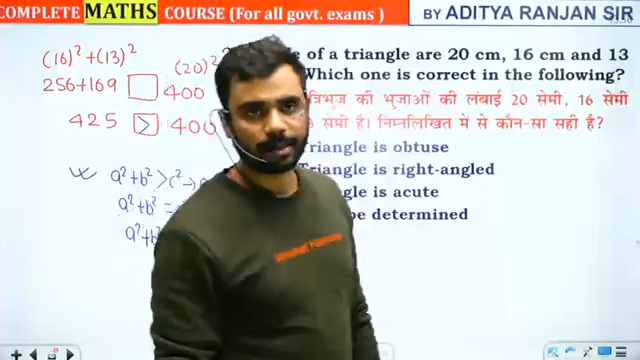 COMPLETE MATHS COURSE (For all govt. exams)
BY ADITYA RANJAN SIR
of a triangle are 20 cm, 16 cm and 13
Which one is correct in the following?
त्रिभुज की भुजाओं की लंबाई 20 सेमी, 16 सेमी
सेमी है। निम्नलिखित में से कौन-सा सही है?
Triangle is obtuse
Triangle is right-angled
is acute
be determined
(16)² + (13)²
(20)²
256+169 400
425 > 400
a²+b² > c² →
a²+b² =
a²+b²